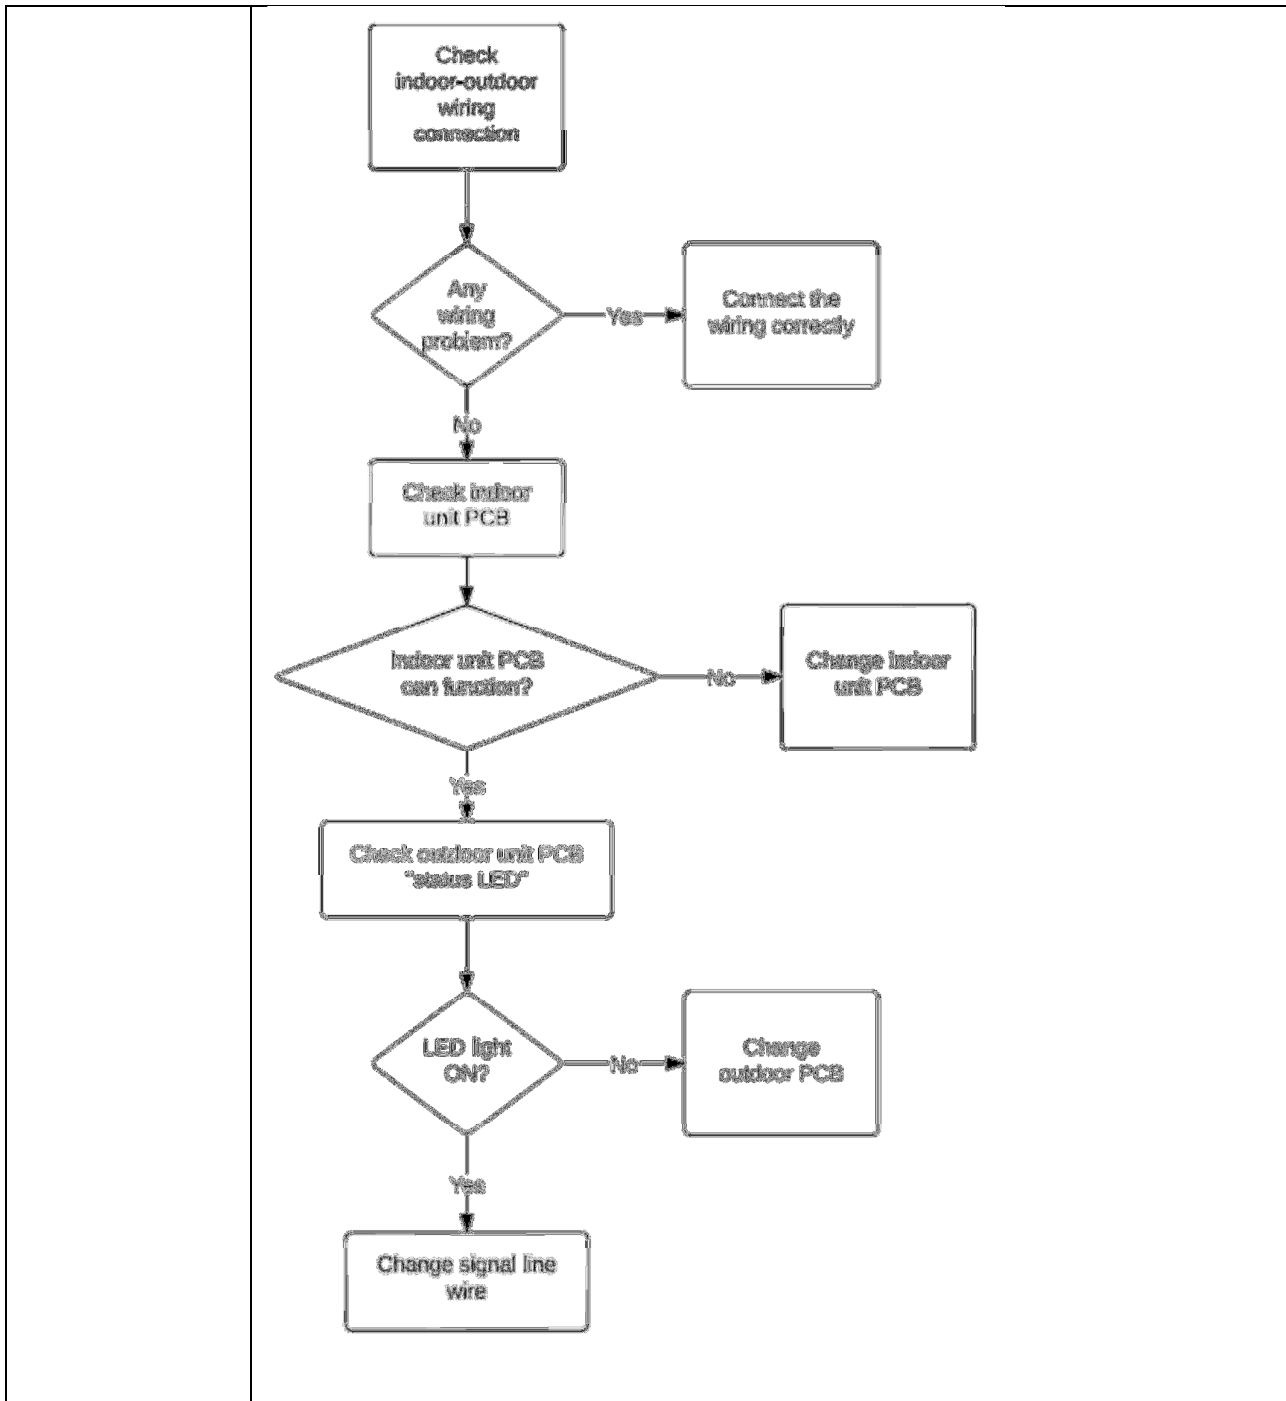 Check
indoor-outdoor
wiring
connection
Any
wiring
problem?
Yes
Connect the
wiring correctly
No
Check indoor
unit PCB
Indoor unit PCB
can function?
No
Change indoor
unit PCB
Yes
Check outdoor unit PCB
"status LED"
LED light
ON?
No
Change
outdoor PCB
Yes
Change signal line
wire